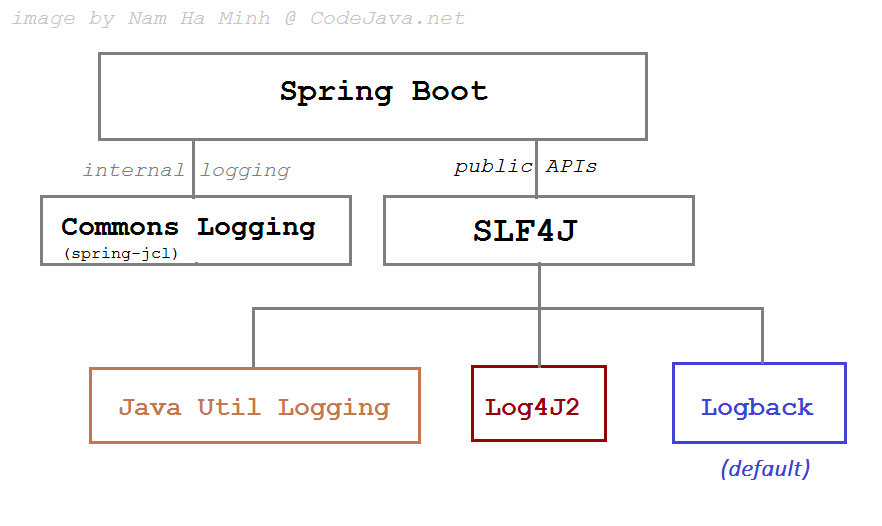 image by Nam Ha Minh @ CodeJava.net
Spring Boot
internal logging
public APIs
Commons Logging
(spring-jcl)
SLF4J
Java Util Logging
Log4J2
Logback
(default)